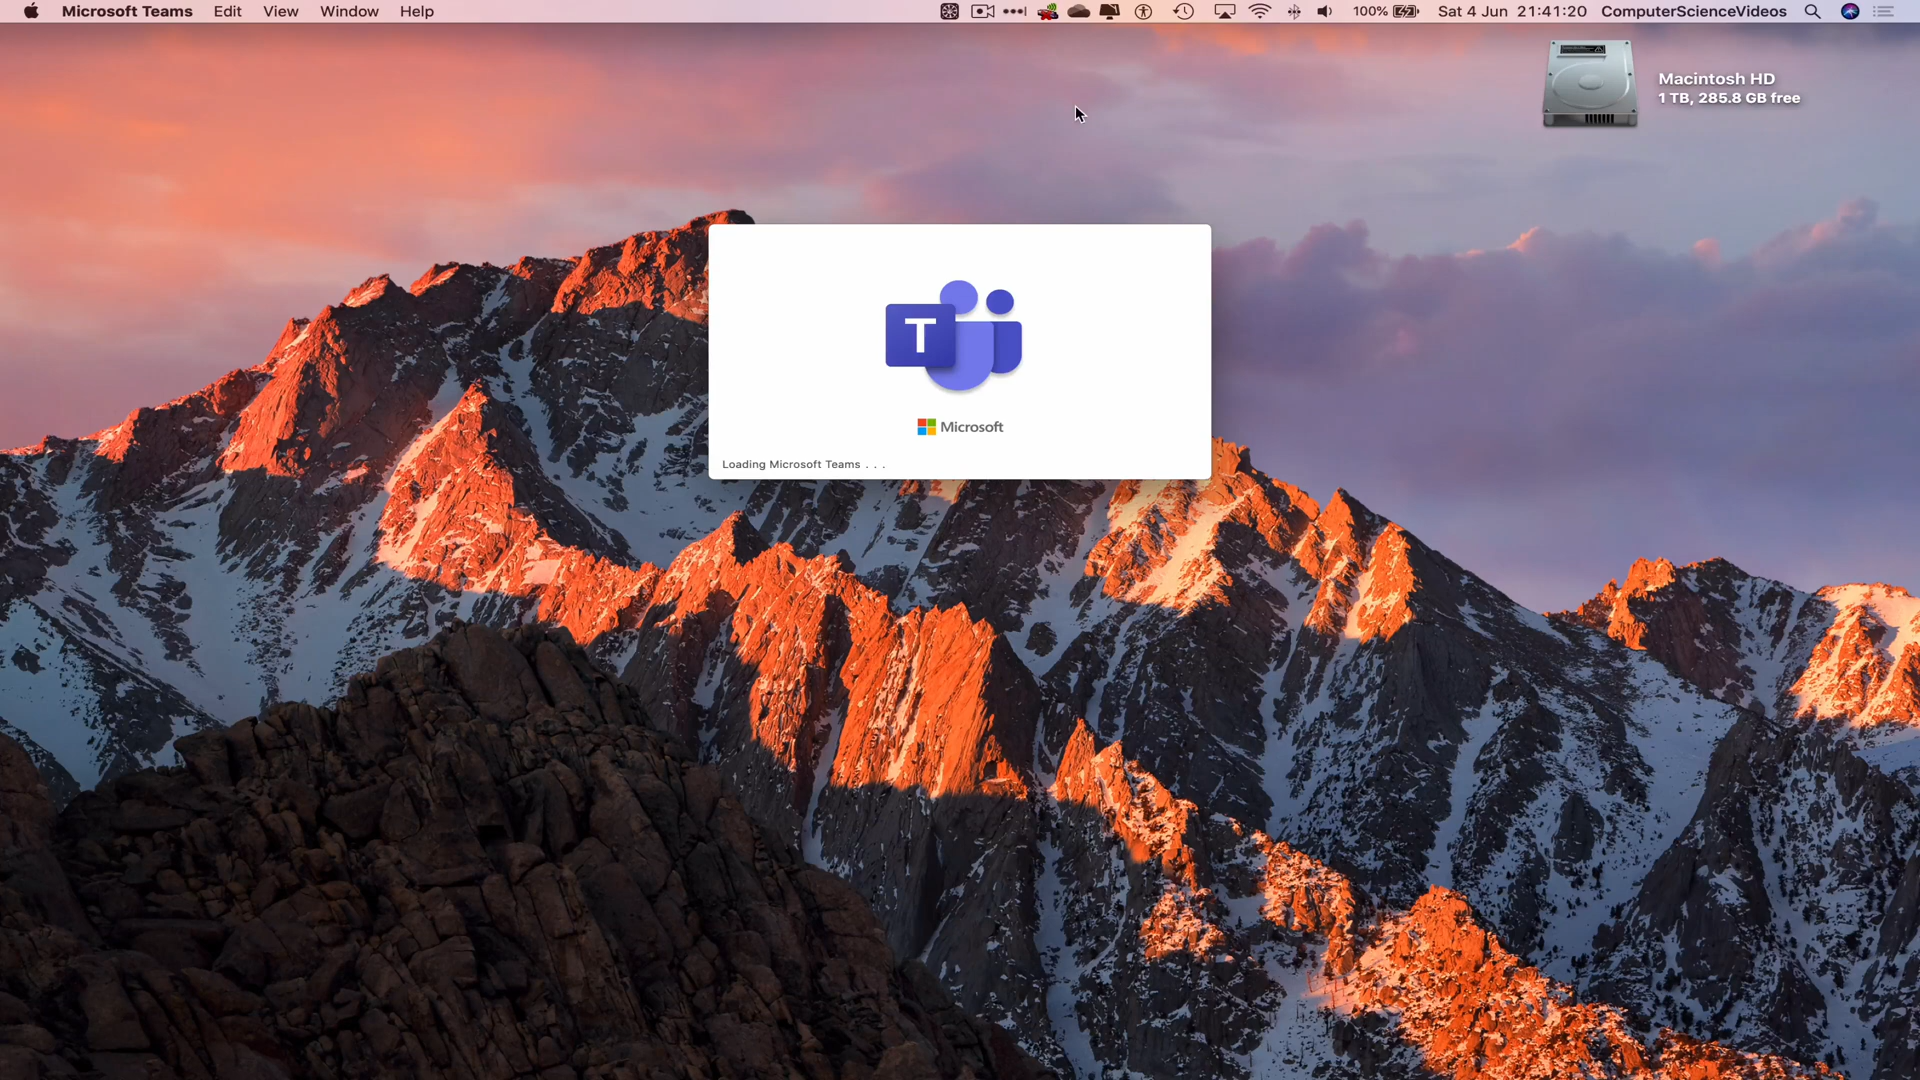 Microsoft Teams Edit View Window Help 100% Sat 4 Jun 21:41:20 ComputerScienceVideos
Macintosh HD
1 TB, 285.8 GB free
T
Microsoft
Loading Microsoft Teams . . .